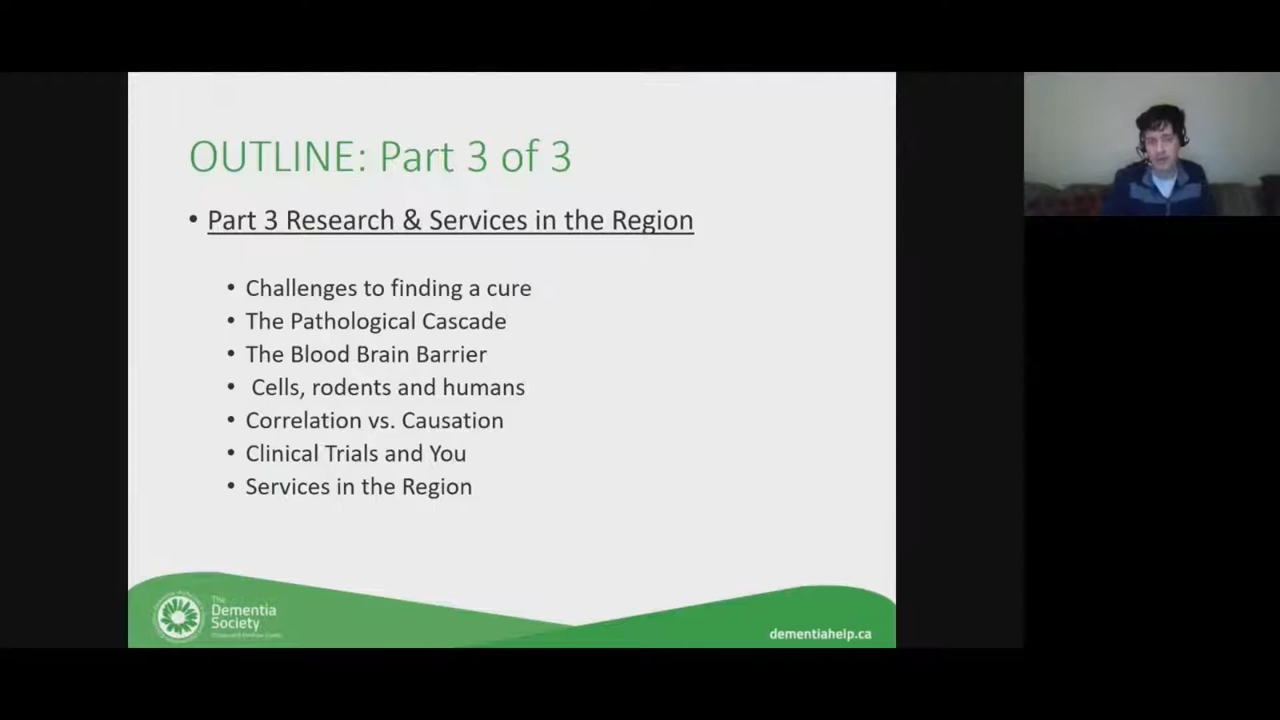 OUTLINE: Part 3 of 3
• Part 3 Research & Services in the Region
• Challenges to finding a cure
• The Pathological Cascade
• The Blood Brain Barrier
• Cells, rodents and humans
• Correlation vs. Causation
• Clinical Trials and You
• Services in the Region
The
Dementia
Society
dementiahelp.ca